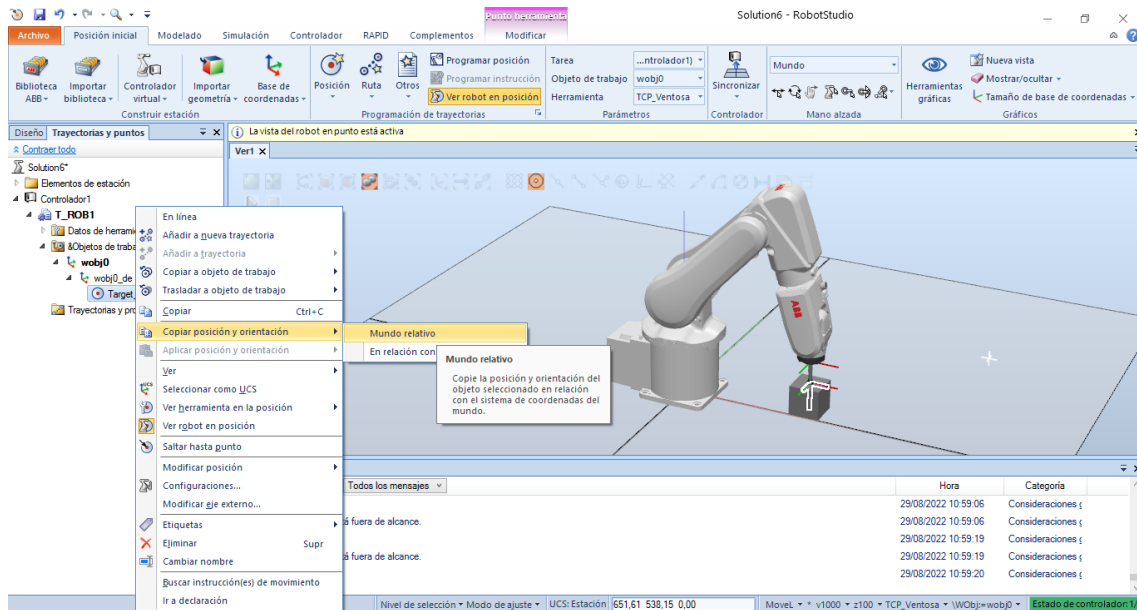 Punto herramienta
Solution6 - RobotStudio
Archivo Posición inicial Modelado Simulación Controlador RAPID Complementos Modificar
Biblioteca ABB
Importar biblioteca
Controlador virtual
Importar geometría
Base de coordenadas
Construir estación
Posición
Ruta
Otros
Programar posición
Programar instrucción
Ver robot en posición
Programación de trayectorias
Tarea ...ntrolador1)
Objeto de trabajo wobj0
Herramienta TCP_Ventosa
Parámetros
Sincronizar
Controlador
Mundo
Mano alzada
Herramientas gráficas
Nueva vista
Mostrar/ocultar
Tamaño de base de coordenadas
Gráficos
Diseño Trayectorias y puntos
La vista del robot en punto está activa
Contraer todo
Ver1
Solution6*
Elementos de estación
Controlador1
T_ROB1
Datos de herrami
&Objetos de traba
wobj0
wobj0_de
Target_
Trayectorias y pro
En línea
Añadir a nueva trayectoria
Añadir a trayectoria
Copiar a objeto de trabajo
Trasladar a objeto de trabajo
Copiar Ctrl+C
Copiar posición y orientación
Aplicar posición y orientación
Ver
Seleccionar como UCS
Ver herramienta en la posición
Ver robot en posición
Saltar hasta punto
Modificar posición
Configuraciones...
Modificar eje externo...
Etiquetas
Eliminar Supr
Cambiar nombre
Buscar instrucción(es) de movimiento
Ir a declaración
Mundo relativo
En relación con
Mundo relativo
Copie la posición y orientación del
objeto seleccionado en relación
con el sistema de coordenadas del
mundo.
ABB
Todos los mensajes
Hora Categoría
29/08/2022 10:59:06 Consideraciones g
á fuera de alcance. 29/08/2022 10:59:06 Consideraciones g
29/08/2022 10:59:19 Consideraciones g
á fuera de alcance. 29/08/2022 10:59:19 Consideraciones g
29/08/2022 10:59:20 Consideraciones g
Nivel de selección Modo de ajuste UCS: Estación 651,61 538,15 0,00 MoveL * v1000 z100 TCP_Ventosa \WObj:=wobj0 Estado de controlador: 1/